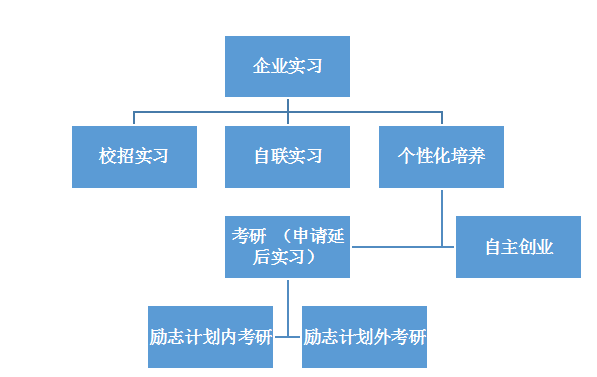 企业实习
校招实习
自联实习
个性化培养
考研 （申请延
后实习）
自主创业
励志计划内考研
励志计划外考研